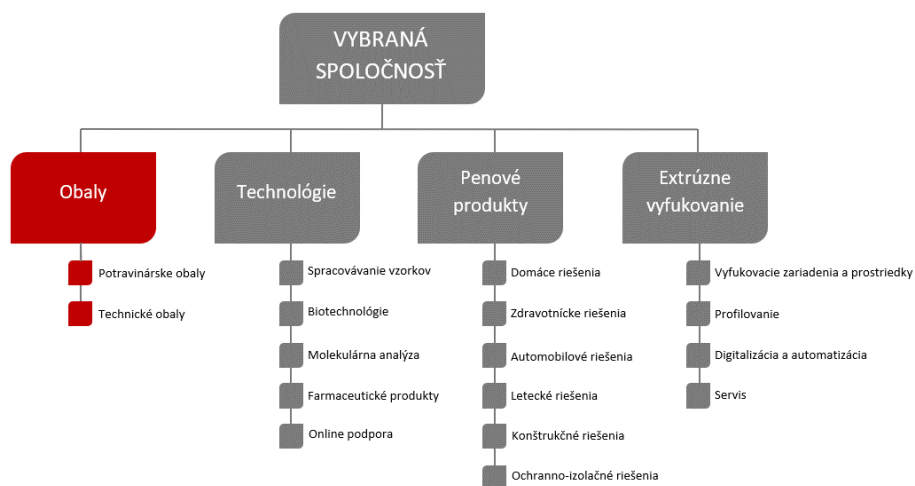 VYBRANÁ
SPOLOČNOSŤ
Obaly
Potravinárske obaly
Technické obaly
Technológie
Spracovávanie vzorkov
Biotechnológie
Molekulárna analýza
Farmaceutické produkty
Online podpora
Penové
produkty
Domáce riešenia
Zdravotnícke riešenia
Automobilové riešenia
Letecké riešenia
Konštrukčné riešenia
Ochranno-izolačné riešenia
Extrúzne
vyfukovanie
Vyfukovacie zariadenia a prostriedky
Profilovanie
Digitalizácia a automatizácia
Servis